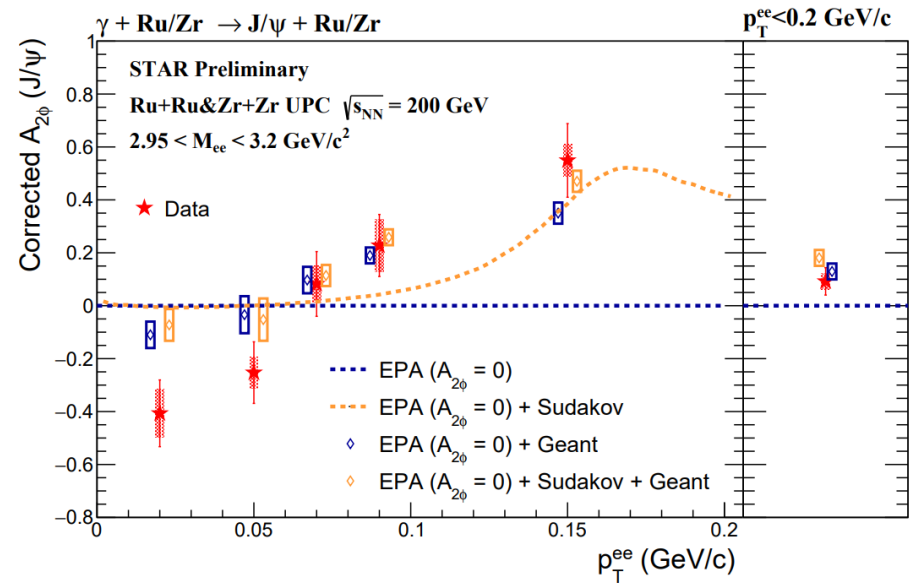 γ + Ru/Zr → J/ψ + Ru/Zr
p_T^ee<0.2 GeV/c
Corrected A_2ϕ (J/ψ)
STAR Preliminary
Ru+Ru&Zr+Zr UPC √s_NN = 200 GeV
2.95 < M_ee < 3.2 GeV/c²
Data
EPA (A_2ϕ = 0)
EPA (A_2ϕ = 0) + Sudakov
EPA (A_2ϕ = 0) + Geant
EPA (A_2ϕ = 0) + Sudakov + Geant
1
0.8
0.6
0.4
0.2
0
−0.2
−0.4
−0.6
−0.8
0 0.05 0.1 0.15 0.2
p_T^ee (GeV/c)